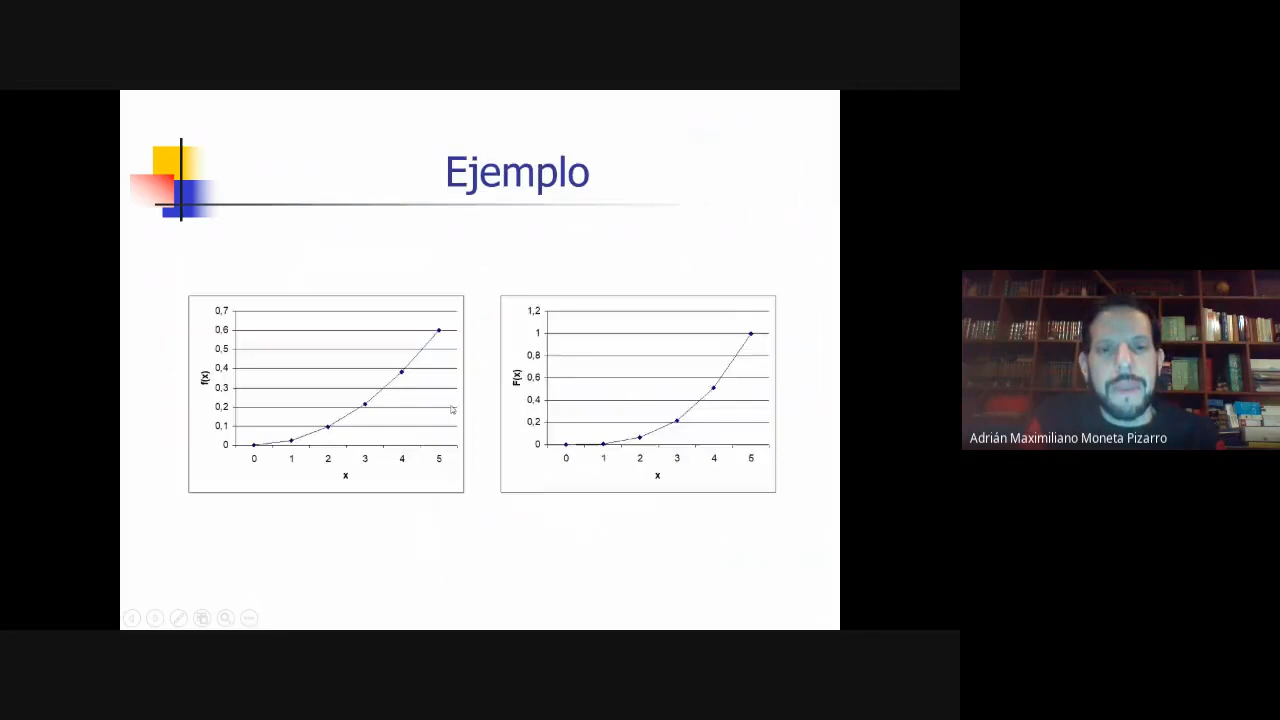 Ejemplo
0,7
0,6
0,5
0,4
0,3
0,2
0,1
0
f(x)
0 1 2 3 4 5
x
1,2
1
0,8
0,6
0,4
0,2
0
F(x)
0 1 2 3 4 5
x
Adrián Maximiliano Moneta Pizarro